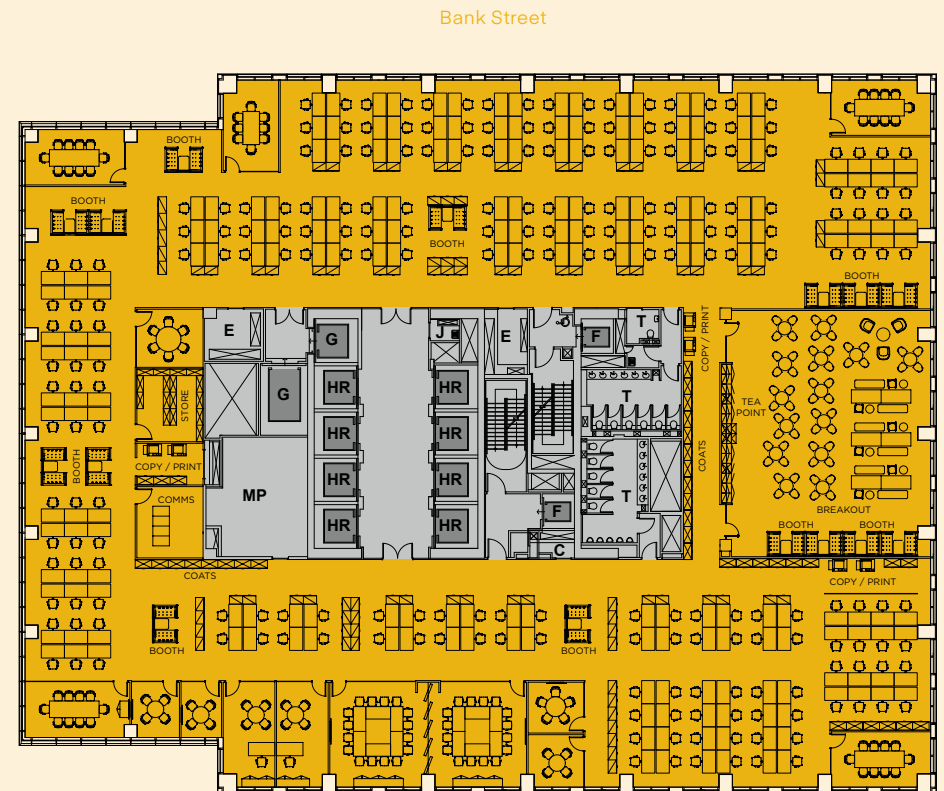 Bank Street
BOOTH
BOOTH
BOOTH
BOOTH
E
G
J
E
F
T
COPY / PRINT
HR
HR
G
STORE
T
TEA
POINT
HR
HR
BOOTH
COPY / PRINT
COATS
MP
HR
HR
T
COMMS
BREAKOUT
F
HR
HR
BOOTH
BOOTH
C
COATS
COPY / PRINT
BOOTH
BOOTH